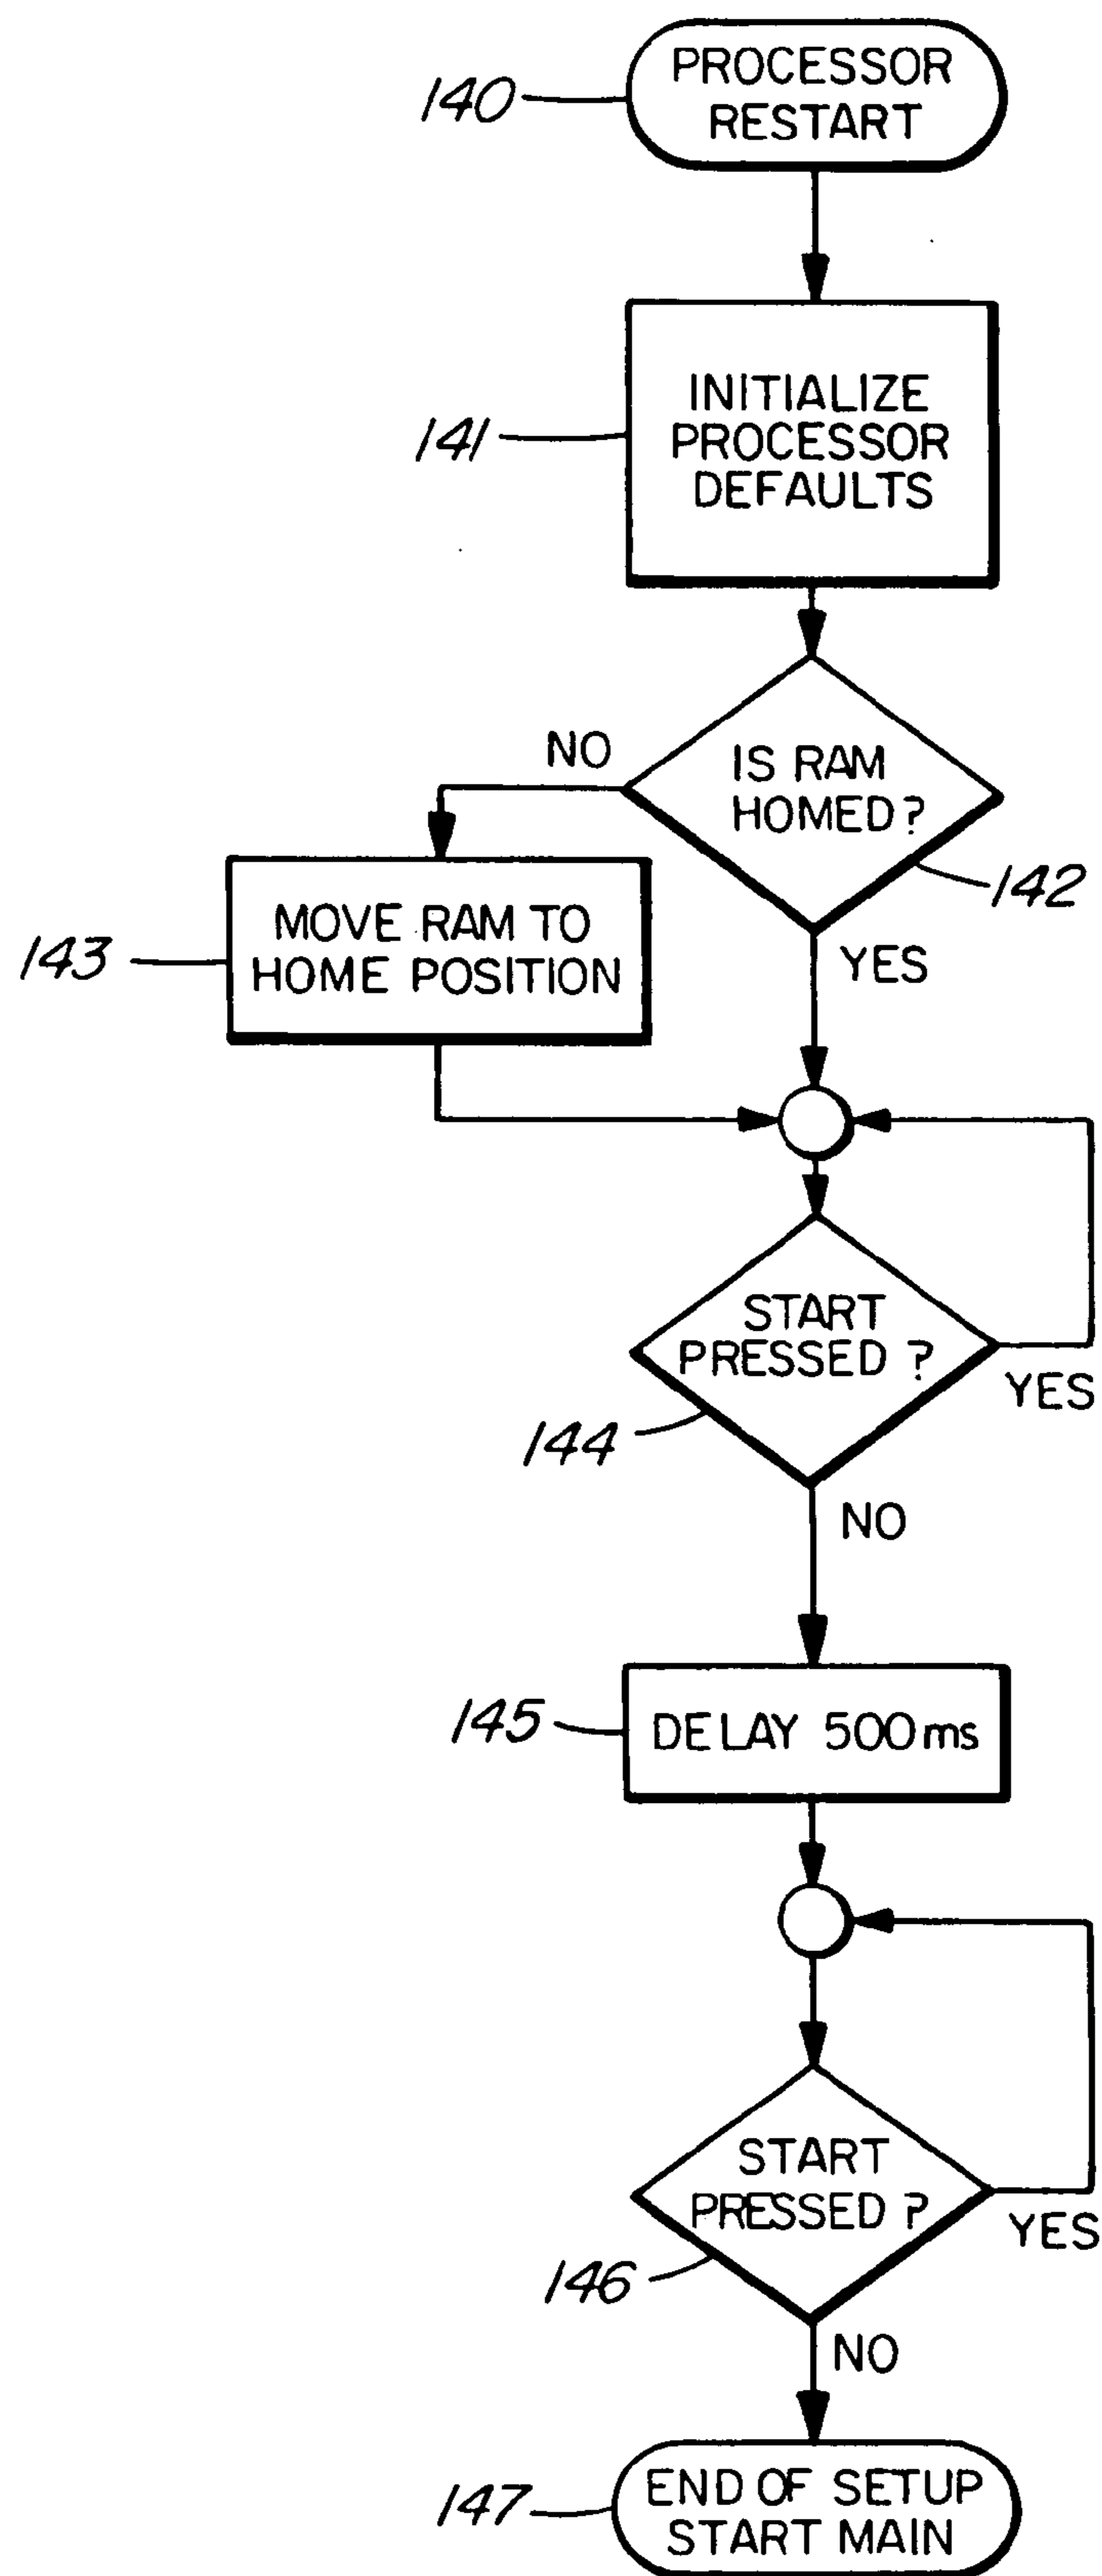 140
PROCESSOR
RESTART
141
INITIALIZE
PROCESSOR
DEFAULTS
NO
IS RAM
HOMED?
142
143
MOVE RAM TO
HOME POSITION
YES
START
PRESSED ?
YES
144
NO
145
DELAY 500ms
START
PRESSED ?
YES
146
NO
147
END OF SETUP
START MAIN